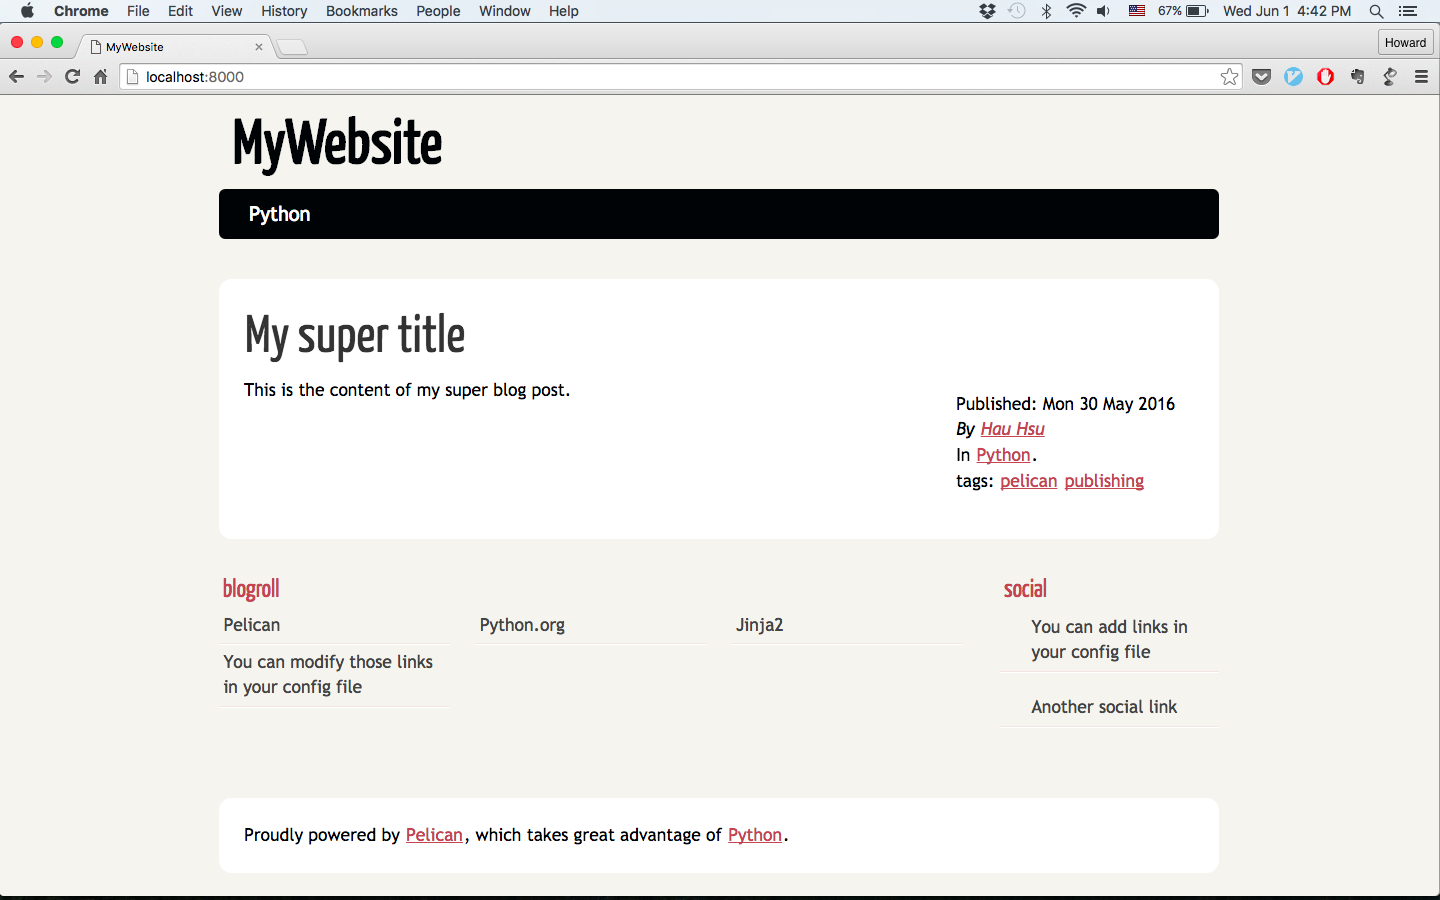 Chrome File Edit View History Bookmarks People Window Help 67% Wed Jun 1 4:42 PM
MyWebsite
Howard
localhost:8000
MyWebsite
Python
My super title
This is the content of my super blog post.
Published: Mon 30 May 2016
By Hau Hsu
In Python.
tags: pelican publishing
blogroll
Pelican
Python.org
Jinja2
You can modify those links
in your config file
social
You can add links in
your config file
Another social link
Proudly powered by Pelican, which takes great advantage of Python.